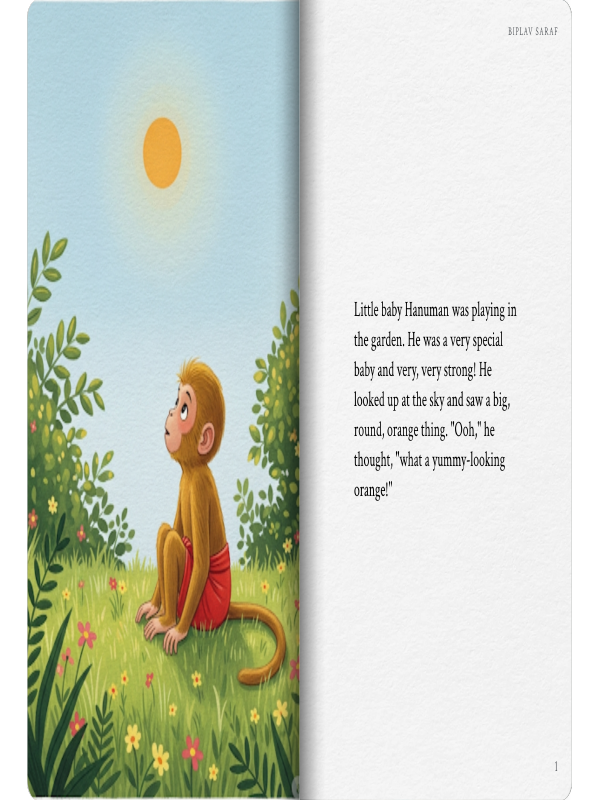 BIPLAV SARAF
Little baby Hanuman was playing in
the garden. He was a very special
baby and very, very strong! He
looked up at the sky and saw a big,
round, orange thing. "Ooh," he
thought, "what a yummy-looking
orange!"
1